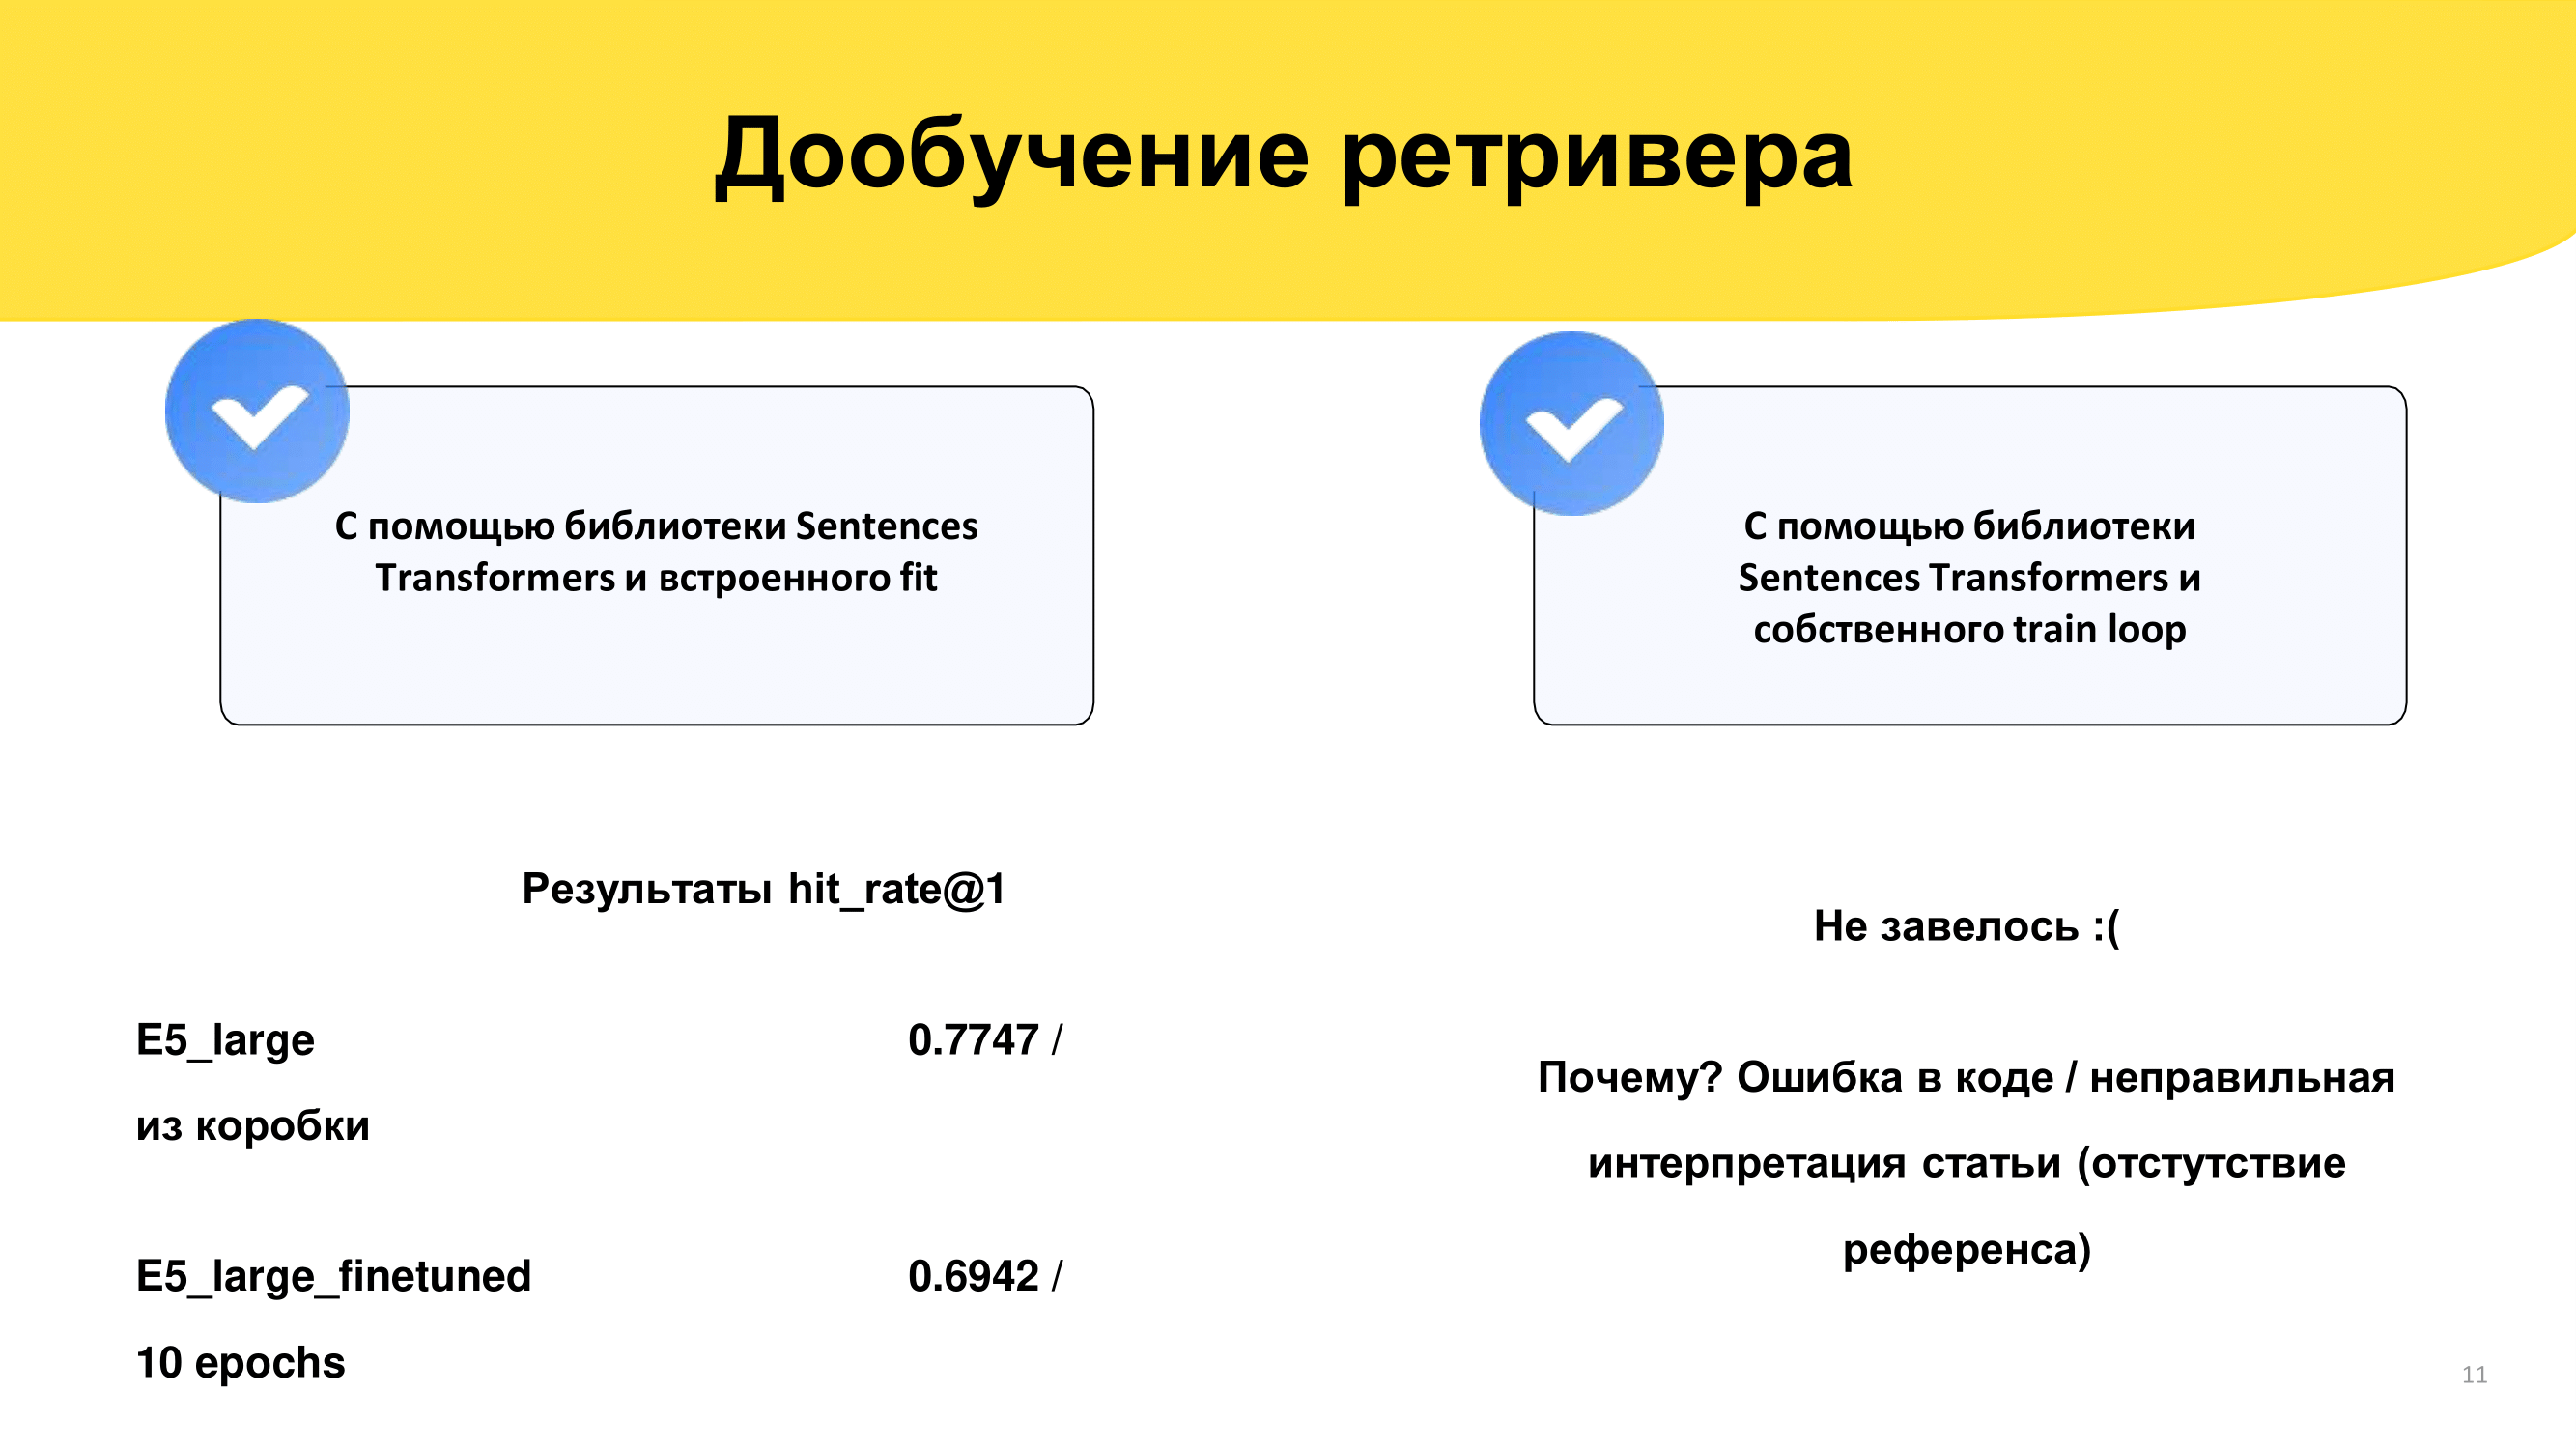 Дообучение ретривера
С помощью библиотеки Sentences
Transformers и встроенного fit
С помощью библиотеки
Sentences Transformers и
собственного train loop
Результаты hit_rate@1
E5_large 0.7747 /
из коробки
E5_large_finetuned 0.6942 /
10 epochs
Не завелось :(
Почему? Ошибка в коде / неправильная
интерпретация статьи (отстутствие
референса)
11